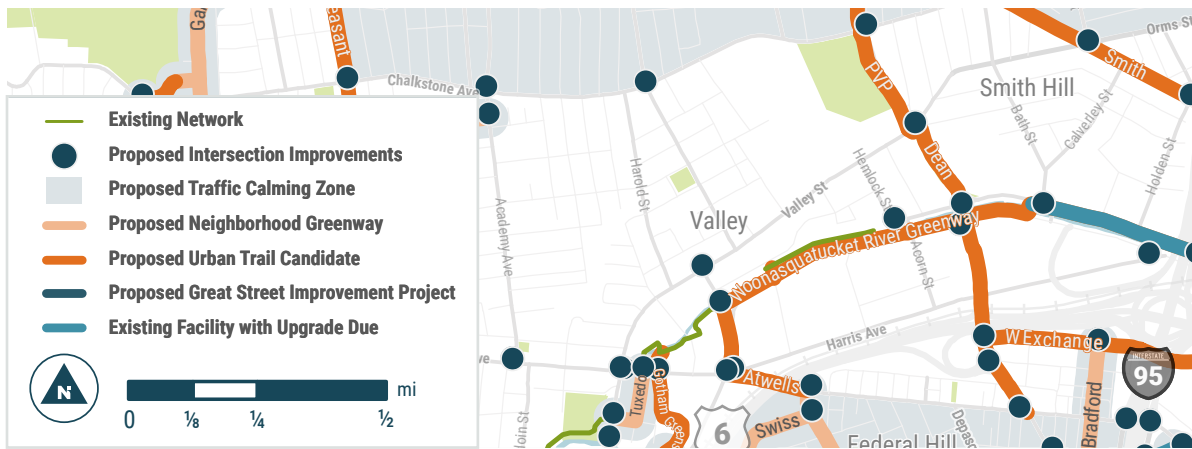 Pleasant
Chalkstone Ave
Orms St
Smith
PVP
Smith Hill
Bath St
Calverley St
Holden St
Dean
Hemlock St
Harold St
Valley St
Valley
Academy Ave
Woonasquatucket River Greenway
Acorn St
Harris Ave
W Exchange
INTERSTATE
95
Atwells
Tuxedo
Gotham Greens
Swiss
6
Bradford
Federal Hill
Existing Network
Proposed Intersection Improvements
Proposed Traffic Calming Zone
Proposed Neighborhood Greenway
Proposed Urban Trail Candidate
Proposed Great Street Improvement Project
Existing Facility with Upgrade Due
N
mi
0 ⅛ ¼ ½